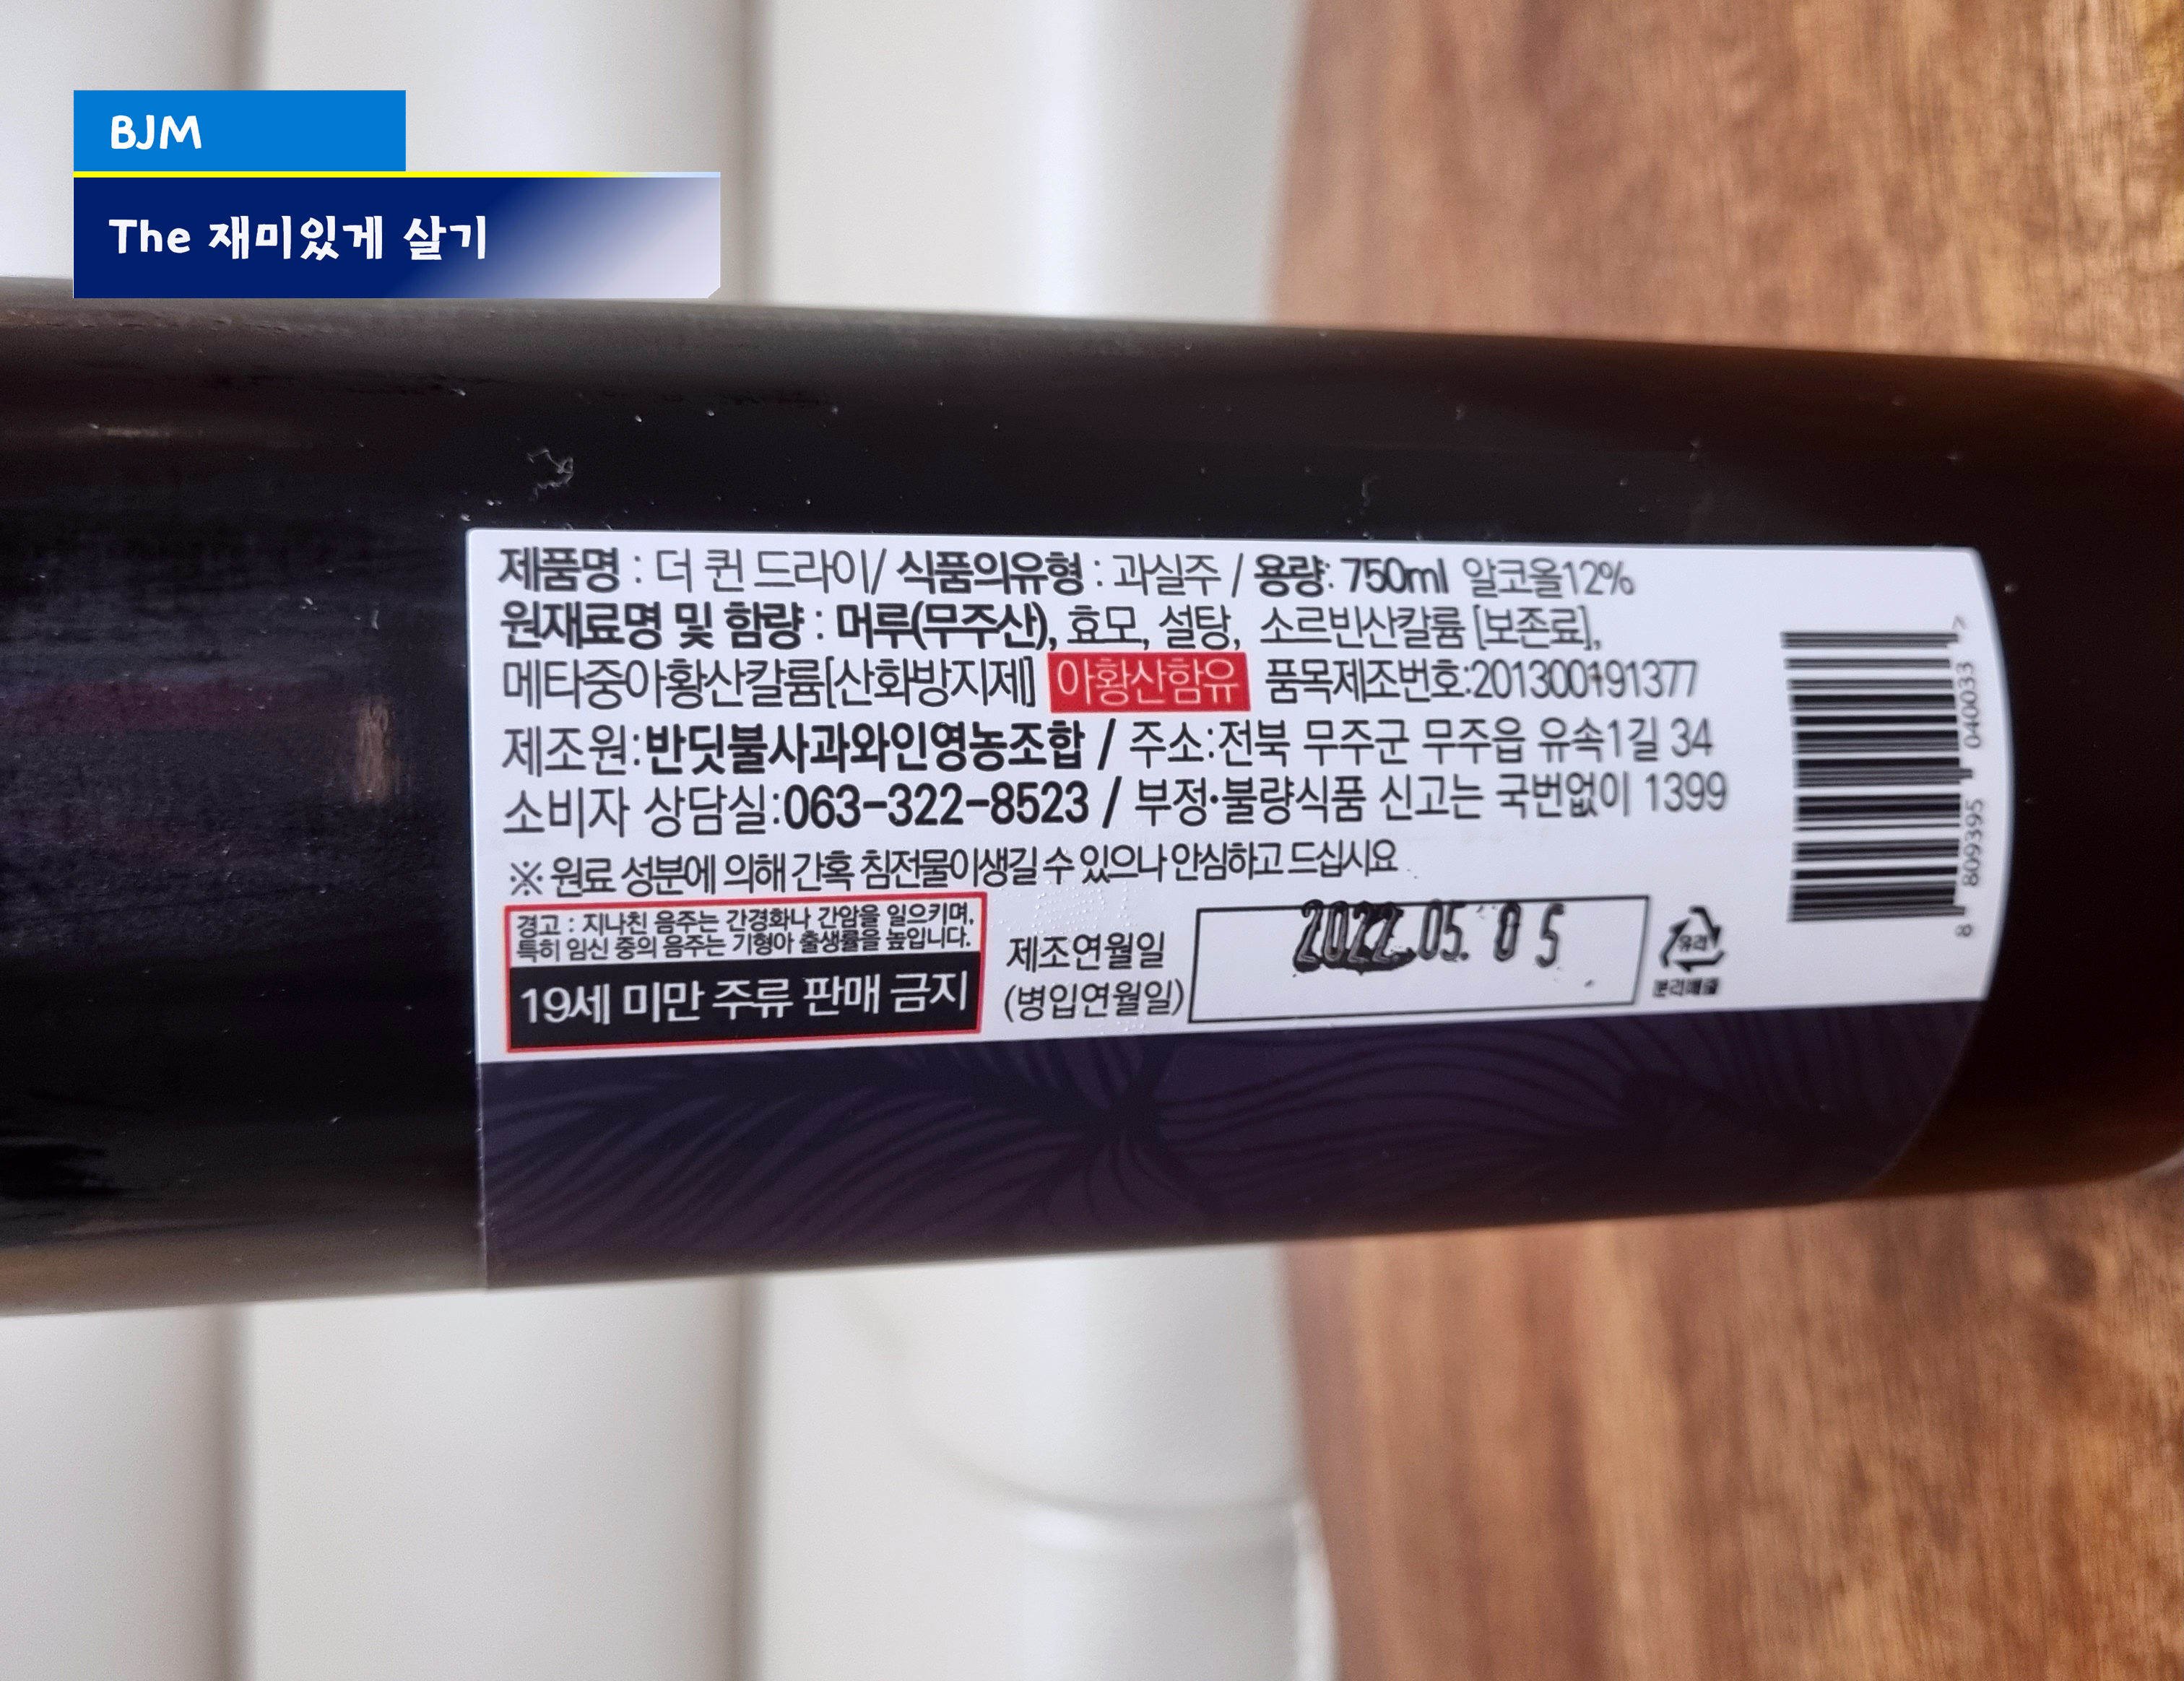 BJM
The 재미있게 살기
제품명 : 더 퀸 드라이/ 식품의유형 : 과실주 / 용량: 750ml 알코올12%
원재료명 및 함량 : 머루(무주산), 효모, 설탕, 소르빈산칼륨 [보존료],
메타중아황산칼륨[산화방지제] 아황산함유 품목제조번호:201300191377
제조원:반딧불사과와인영농조합 / 주소:전북 무주군 무주읍 유속1길 34
소비자 상담실:063-322-8523 / 부정·불량식품 신고는 국번없이 1399
※ 원료 성분에 의해 간혹 침전물이생길 수 있으나 안심하고 드십시요
경고 : 지나친 음주는 간경화나 간암을 일으키며,
특히 임신 중의 음주는 기형아 출생률을 높입니다.
19세 미만 주류 판매 금지
제조연월일
(병입연월일)
2022.05.05
유리
분리배출
8 809395 040033 >